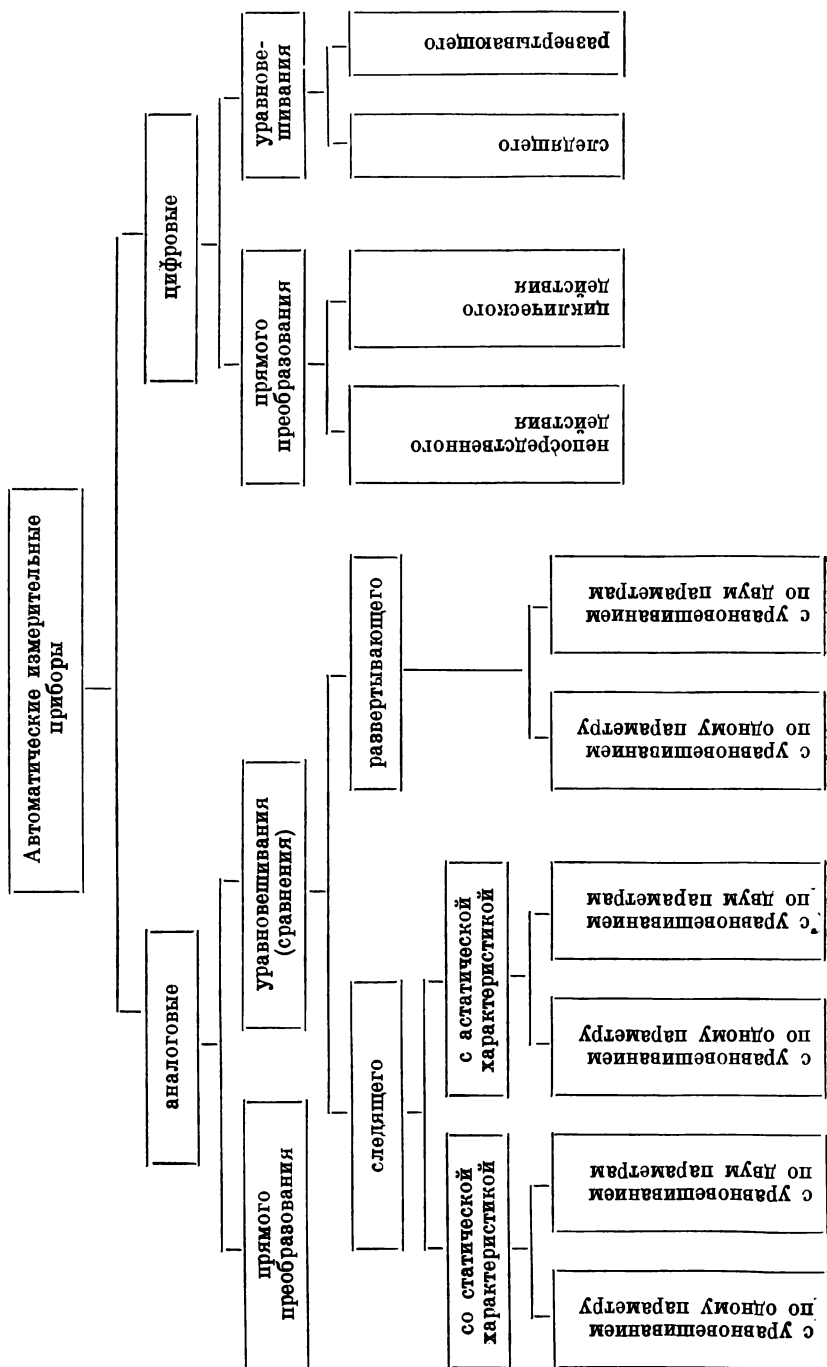 Автоматические измерительные
приборы
аналоговые
цифровые
прямого
преобразования
уравновешивания
(сравнения)
прямого
преобразования
уравнове-
шивания
следящего
развертывающего
непосредственного
действия
циклического
действия
следящего
развертывающего
со статической
характеристикой
с астатической
характеристикой
с уравновешиванием
по одному параметру
с уравновешиванием
по двум параметрам
с уравновешиванием
по одному параметру
с уравновешиванием
по двум параметрам
с уравновешиванием
по одному параметру
с уравновешиванием
по двум параметрам